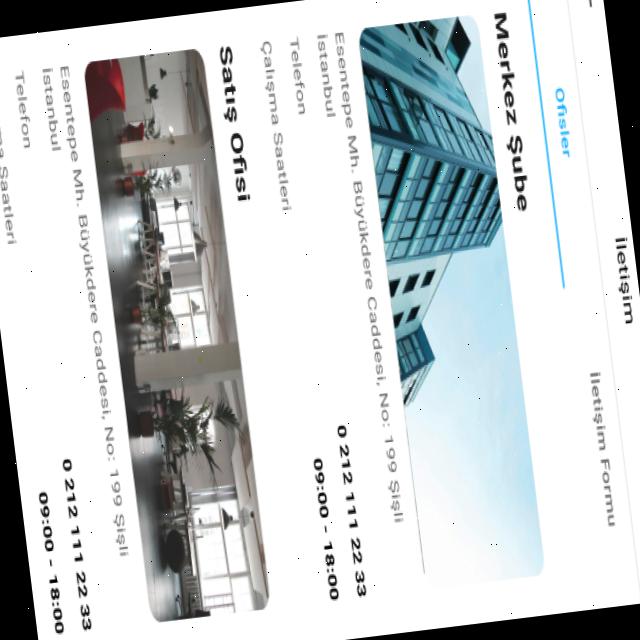 İletişim
Ofisler
İletişim Formu
Merkez Şube
Esentepe Mh. Büyükdere Caddesi, No: 199 Şişli
İstanbul
Telefon 0 212 111 22 33
Çalışma Saatleri 09:00 - 18:00
Satış Ofisi
Esentepe Mh. Büyükdere Caddesi, No: 199 Şişli
İstanbul
Telefon 0 212 111 22 33
ma Saatleri 09:00 - 18:00